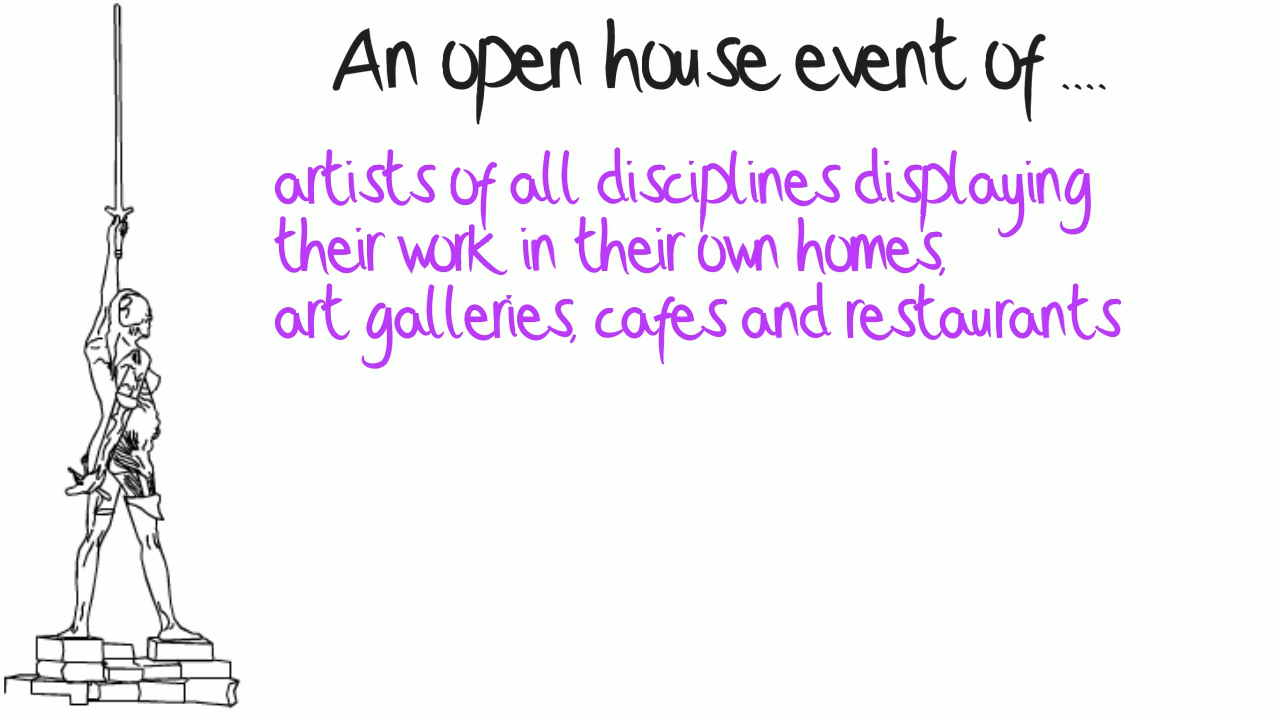 An open house event of ....
artists of all disciplines displaying
their work in their own homes,
art galleries, cafes and restaurants